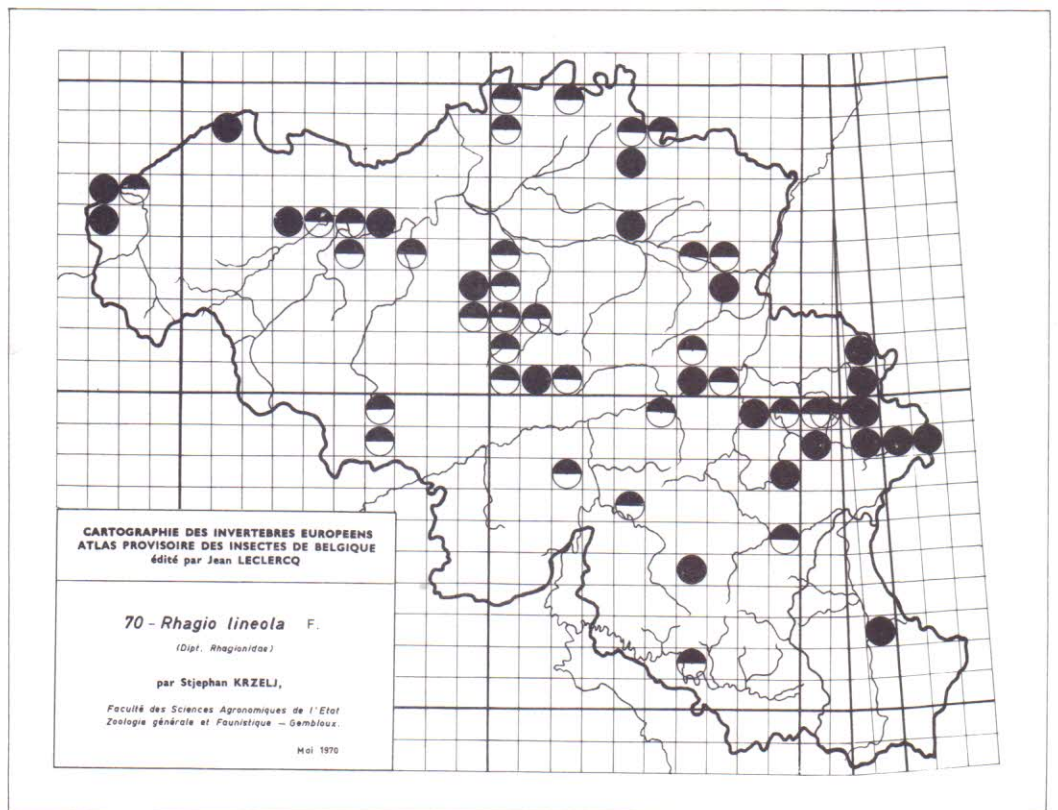 CARTOGRAPHIE DES INVERTEBRES EUROPEENS
ATLAS PROVISOIRE DES INSECTES DE BELGIQUE
édité par Jean LECLERCQ
70 - Rhagio lineola F.
(Dipt. Rhagionidae)
par Stjephan KRZELJ,
Faculté des Sciences Agronomiques de l'Etat
Zoologie générale et Faunistique — Gembloux.
Mai 1970